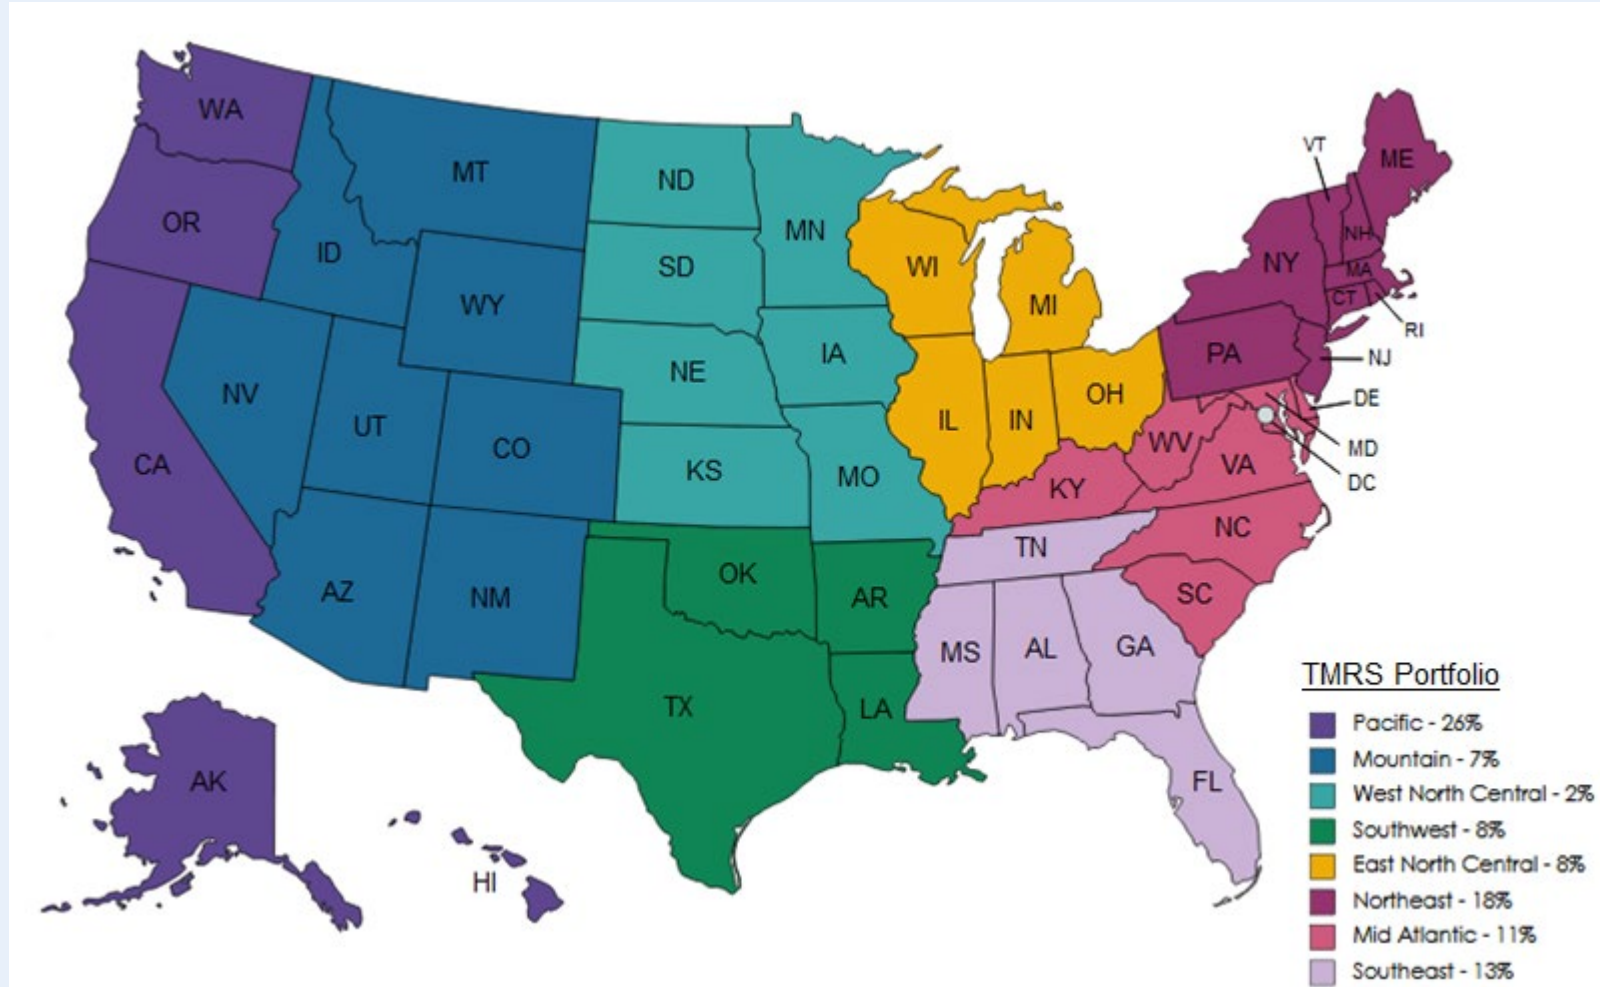 WA
MT
ND
MN
VT
ME
OR
ID
SD
WI
NY
NH
MA
CT
RI
WY
MI
NE
IA
PA
NJ
NV
UT
CO
IL
IN
OH
DE
MD
DC
CA
KS
MO
KY
WV
VA
AZ
NM
OK
AR
TN
NC
SC
TX
LA
MS
AL
GA
FL
AK
HI
TMRS Portfolio
Pacific - 26%
Mountain - 7%
West North Central - 2%
Southwest - 8%
East North Central - 8%
Northeast - 18%
Mid Atlantic - 11%
Southeast - 13%